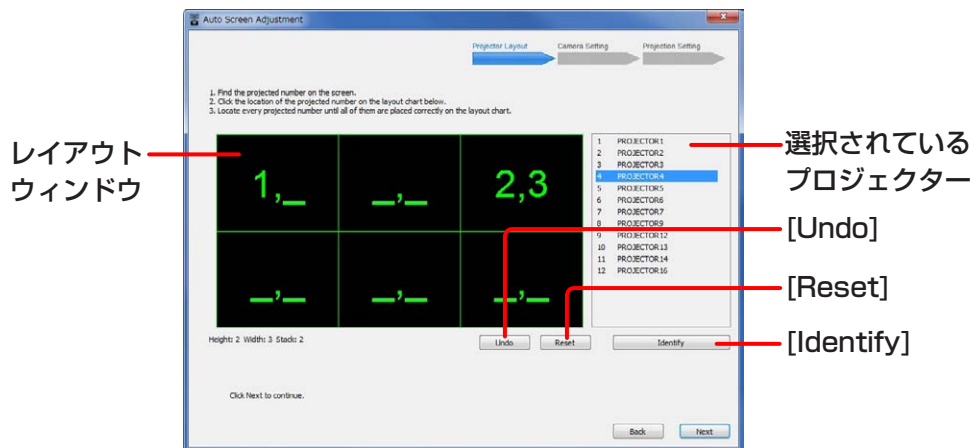 Auto Screen Adjustment
Projector Layout
Camera Setting
Projection Setting
1. Find the projected number on the screen.
2. Click the location of the projected number on the layout chart below.
3. Locate every projected number until all of them are placed correctly on the layout chart.
レイアウト
ウィンドウ
1,_
_,_
2,3
_,_
_,_
_,_
1 PROJECTOR1
2 PROJECTOR2
3 PROJECTOR3
4 PROJECTOR4
5 PROJECTOR5
6 PROJECTOR6
7 PROJECTOR7
8 PROJECTOR9
9 PROJECTOR12
10 PROJECTOR13
11 PROJECTOR14
12 PROJECTOR16
選択されている
プロジェクター
[Undo]
[Reset]
[Identify]
Height: 2 Width: 3 Stack: 2
Undo
Reset
Identify
Click Next to continue.
Back
Next